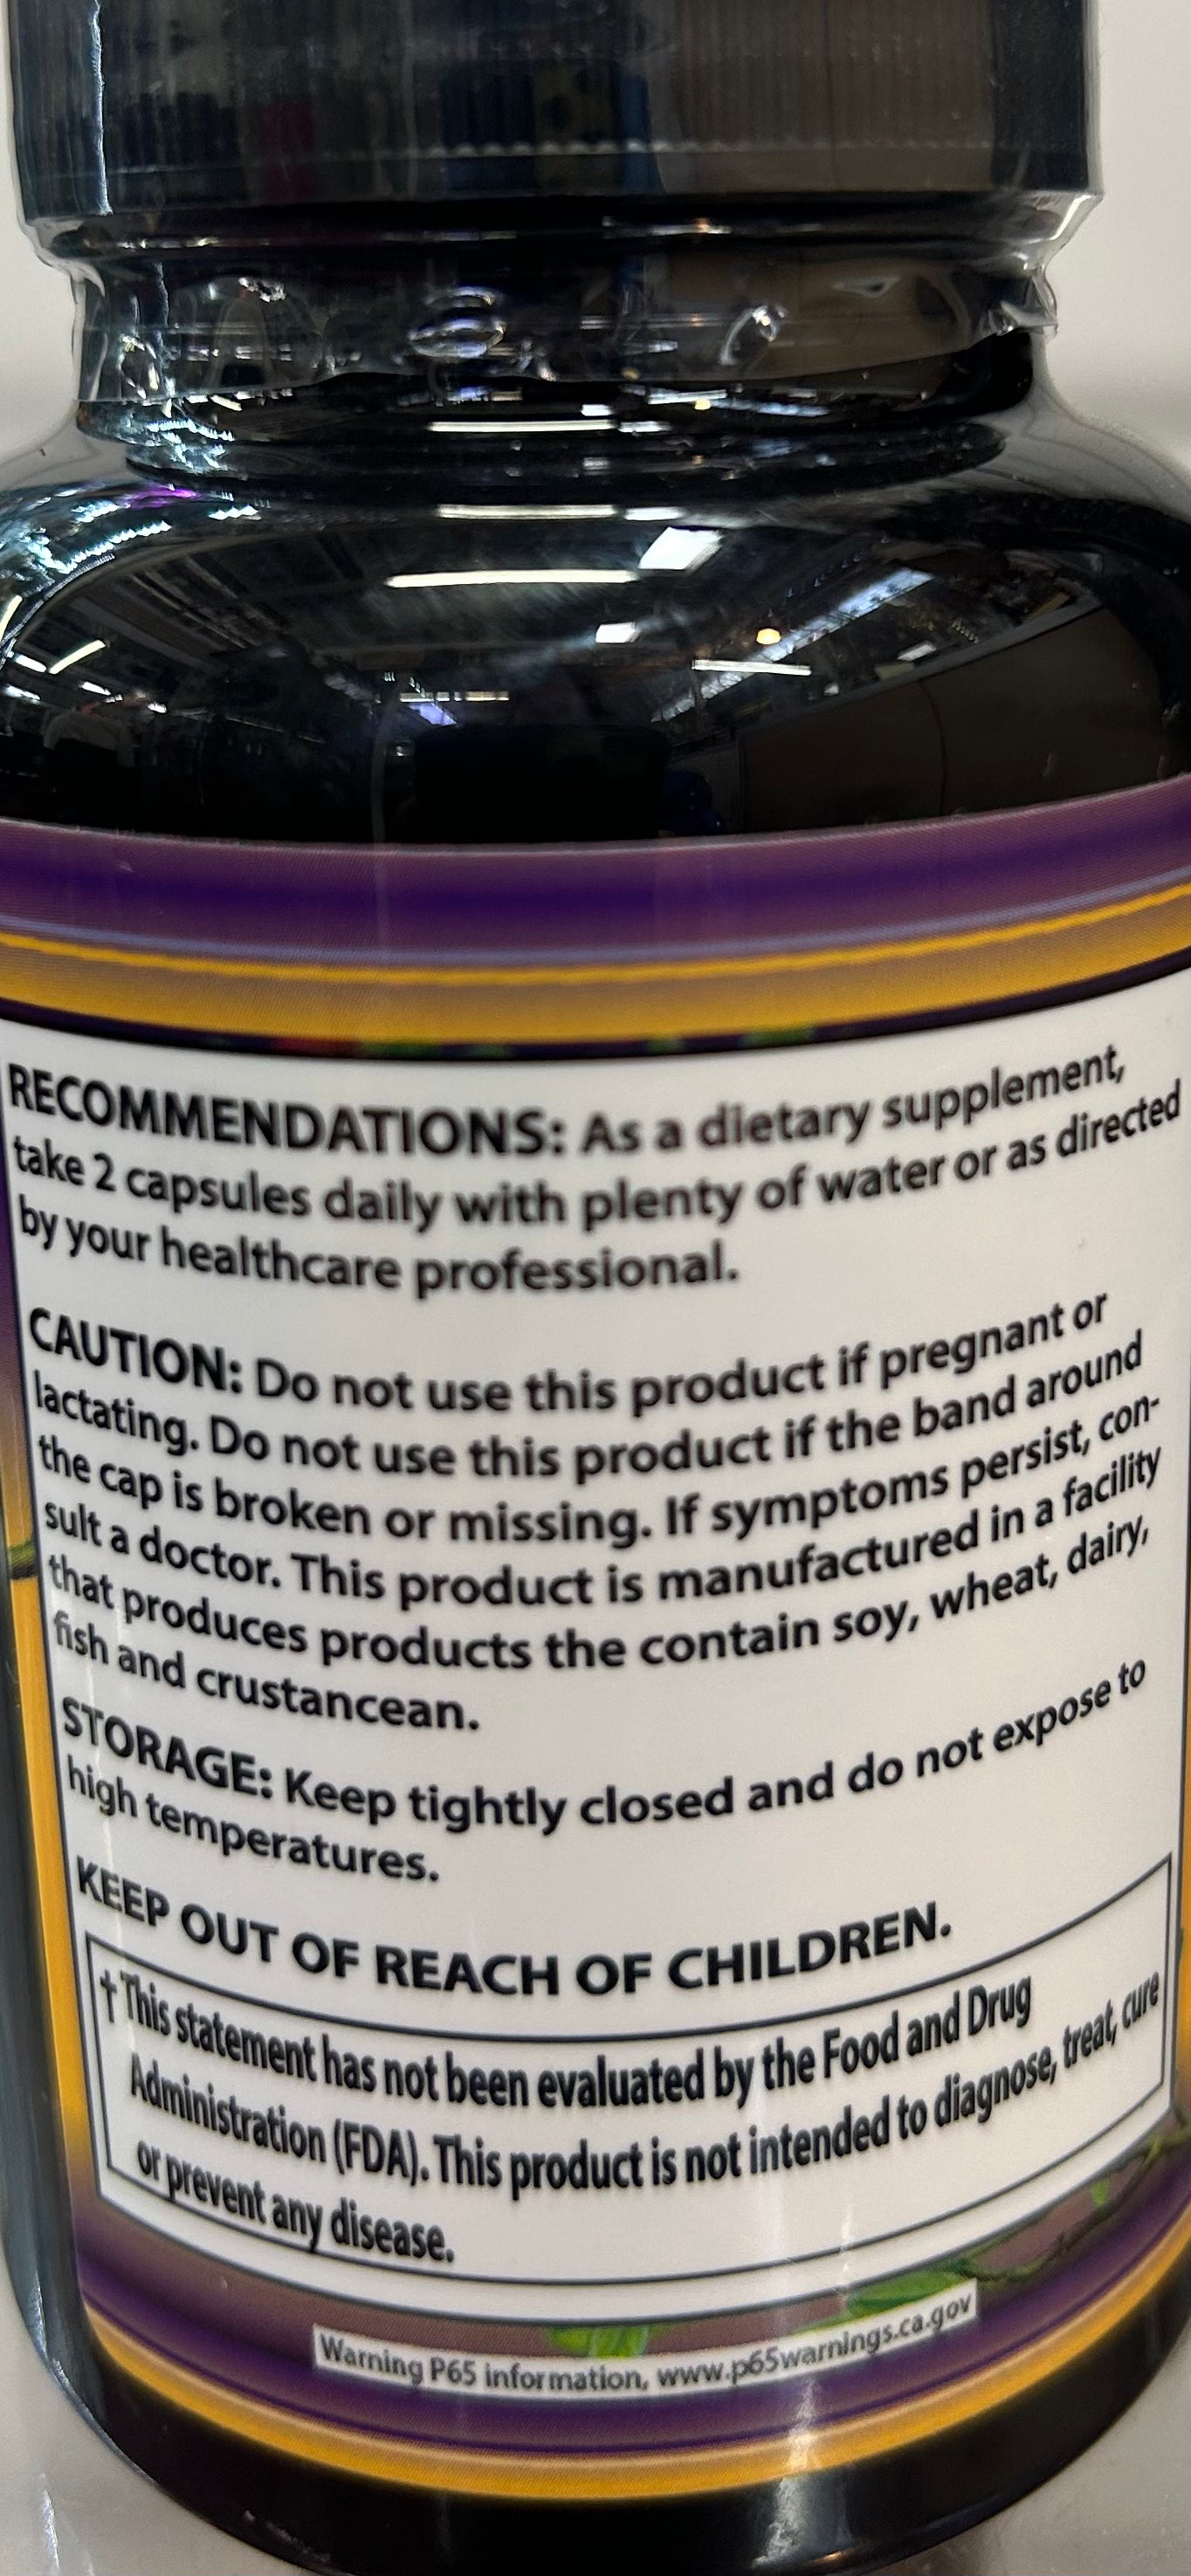 RECOMMENDATIONS: As a dietary supplement,
take 2 capsules daily with plenty of water or as directed
by your healthcare professional.
CAUTION: Do not use this product if pregnant or
lactating. Do not use this product if the band around
the cap is broken or missing. If symptoms persist, con-
sult a doctor. This product is manufactured in a facility
that produces products the contain soy, wheat, dairy,
fish and crustancean.
STORAGE: Keep tightly closed and do not expose to
high temperatures.
KEEP OUT OF REACH OF CHILDREN.
† This statement has not been evaluated by the Food and Drug
Administration (FDA). This product is not intended to diagnose, treat, cure
or prevent any disease.
Warning P65 information, www.p65warnings.ca.gov